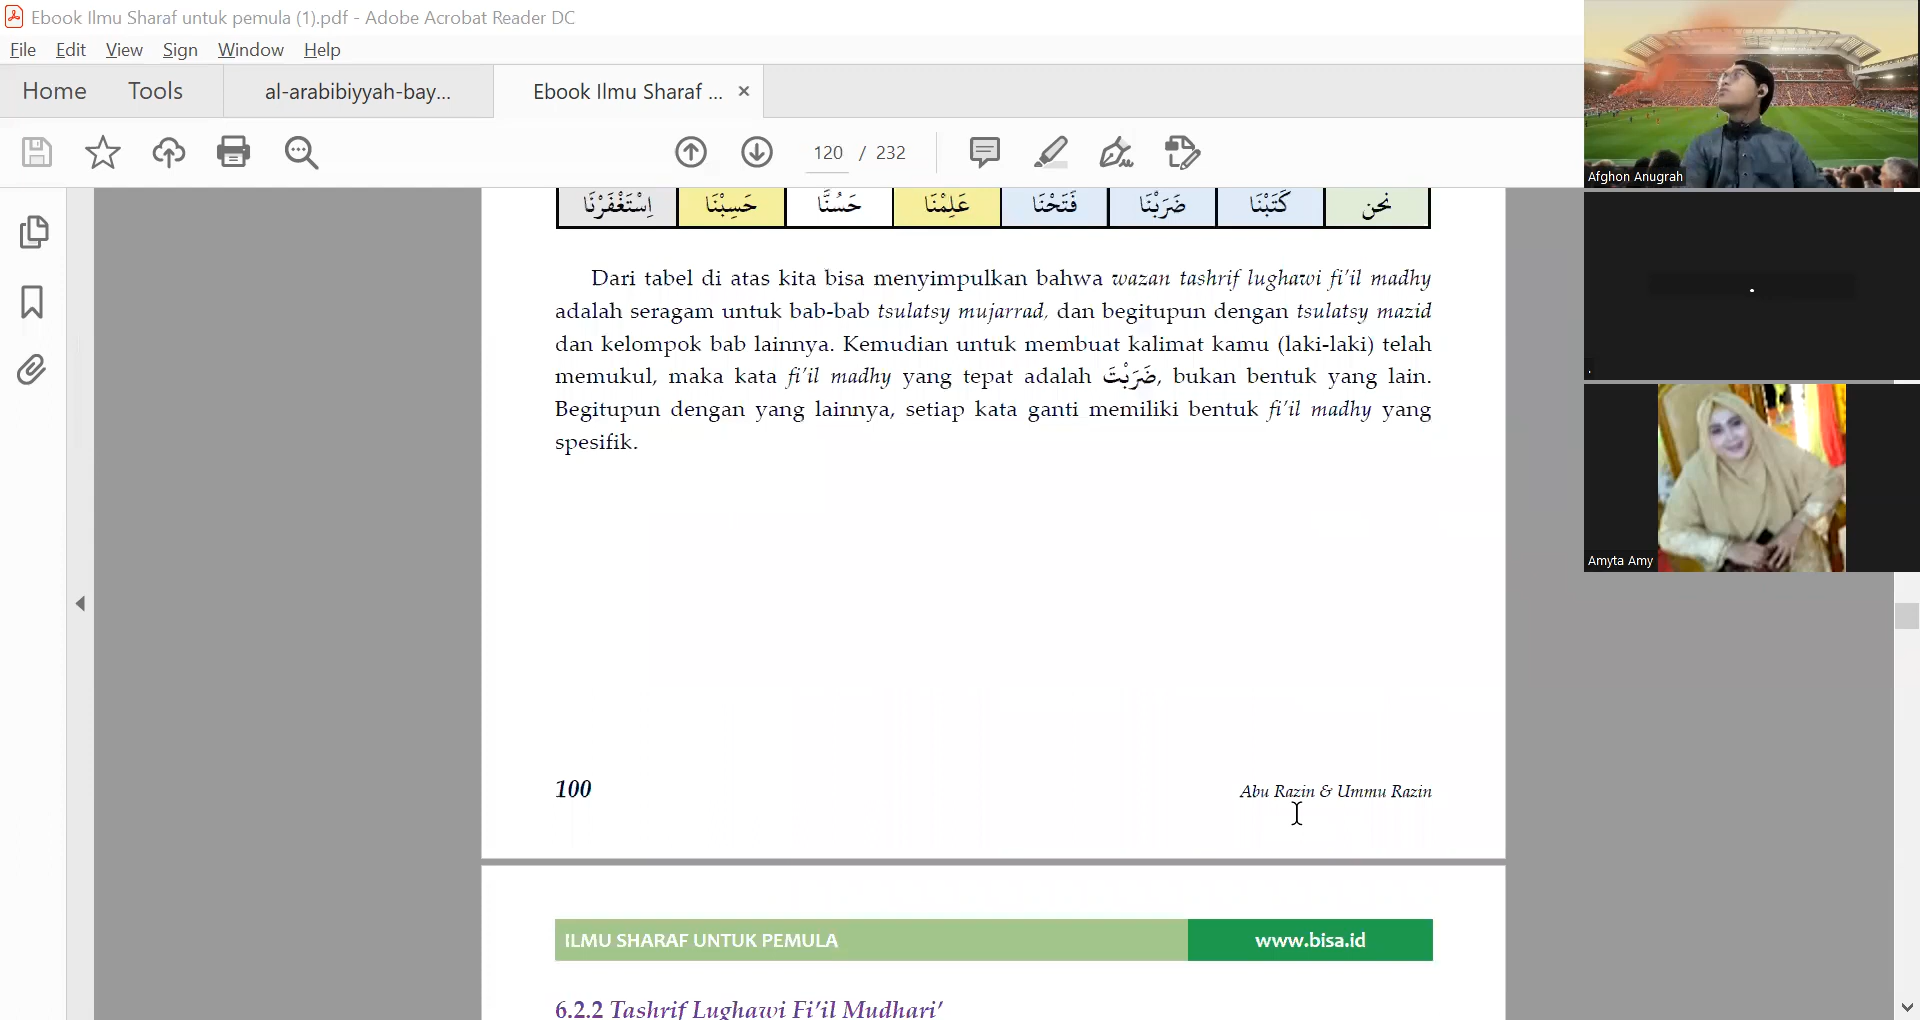 Ebook Ilmu Sharaf untuk pemula (1).pdf - Adobe Acrobat Reader DC
File Edit View Sign Window Help
Home Tools al-arabibiyyah-bay... Ebook Ilmu Sharaf ... ×
120 / 232
نحن كَتَبْنَا ضَرَبْنَا فَتَحْنَا عَلِمْنَا حَسُنَّا حَسِبْنَا اِسْتَغْفَرْنَا
Dari tabel di atas kita bisa menyimpulkan bahwa wazan tashrif lughawi fi'il madhy
adalah seragam untuk bab-bab tsulatsy mujarrad, dan begitupun dengan tsulatsy mazid
dan kelompok bab lainnya. Kemudian untuk membuat kalimat kamu (laki-laki) telah
memukul, maka kata fi'il madhy yang tepat adalah ضَرَبْتَ, bukan bentuk yang lain.
Begitupun dengan yang lainnya, setiap kata ganti memiliki bentuk fi'il madhy yang
spesifik.
100 Abu Razin & Ummu Razin
ILMU SHARAF UNTUK PEMULA www.bisa.id
6.2.2 Tashrif Lughawi Fi'il Mudhari'
Afghon Anugrah
.
.
Amyta Amy